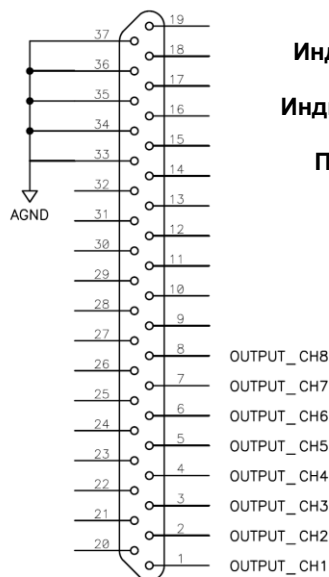 19
37
18
Инд
36
17
35
Инди
16
34
15
П
33
14
32
AGND
13
31
12
30
11
29
10
28
9
27
8 OUTPUT_CH8
26
7 OUTPUT_CH7
25
6 OUTPUT_CH6
24
5 OUTPUT_CH5
23
4 OUTPUT_CH4
22
3 OUTPUT_CH3
21
2 OUTPUT_CH2
20
1 OUTPUT_CH1